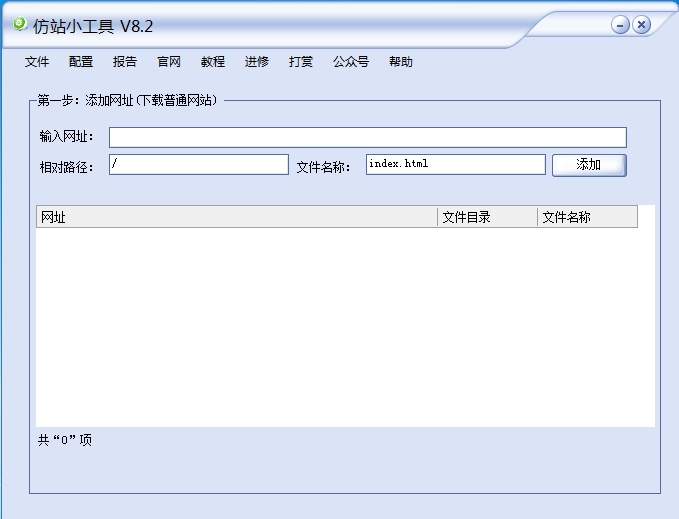 仿站小工具 V8.2
文件 配置 报告 官网 教程 进修 打赏 公众号 帮助
第一步：添加网址(下载普通网站)
输入网址：
相对路径： / 文件名称： index.html 添加
网址 文件目录 文件名称
共“0”项